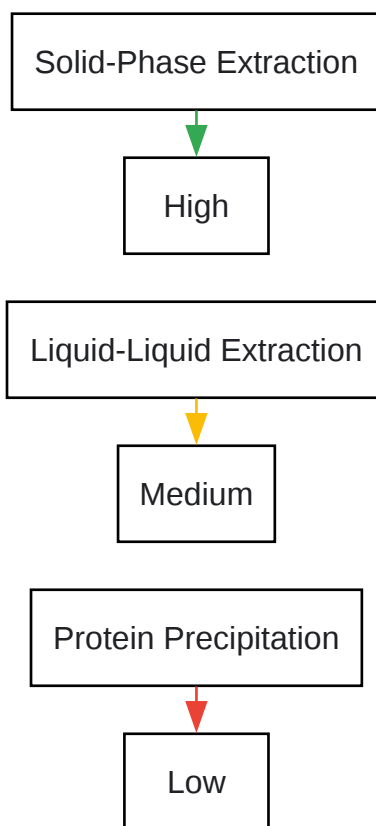 Solid-Phase Extraction
High
Liquid-Liquid Extraction
Medium
Protein Precipitation
Low